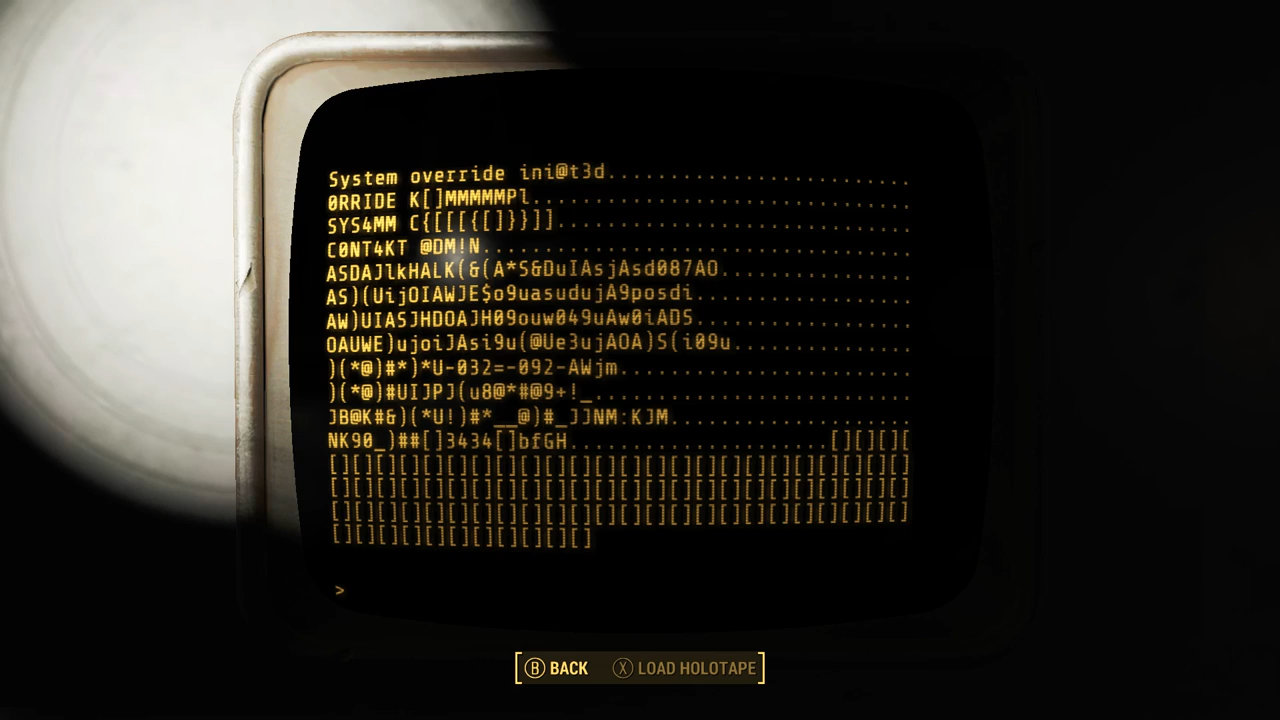 System override ini@t3d........................
0RRIDE K[]MMMMMPl..............................
SYS4MM C{[[[{[]}}]]............................
C0NT4KT @DM!N..................................
ASDAJlkHALK(&(A*S&DuIAsjAsd087AO...............
AS)(UijOIAWJE$o9uasudujA9posdi.................
AW)UIASJHDOAJH09ouw049uAw0iADS.................
OAUWE)ujoiJAsi9u(@Ue3ujAOA)S(i09u..............
)(*@)#*)*U-032=-092-AWjm.......................
)(*@)#UIJPJ(u8@*#@9+!_.........................
JB@K#&)(*U!)#*__@)#_JJNM:KJM...................
NK90_)##[]3434[]bfGH.....................[][][][
[][][][][][][][][][][][][][][][][][][][][][][][]
[][][][][][][][][][][][][][][][][][][][][][][][]
[][][][][][][][][][][][][][][][][][][][][][][][]
[][][][][][][][][][][]
>
B BACK X LOAD HOLOTAPE